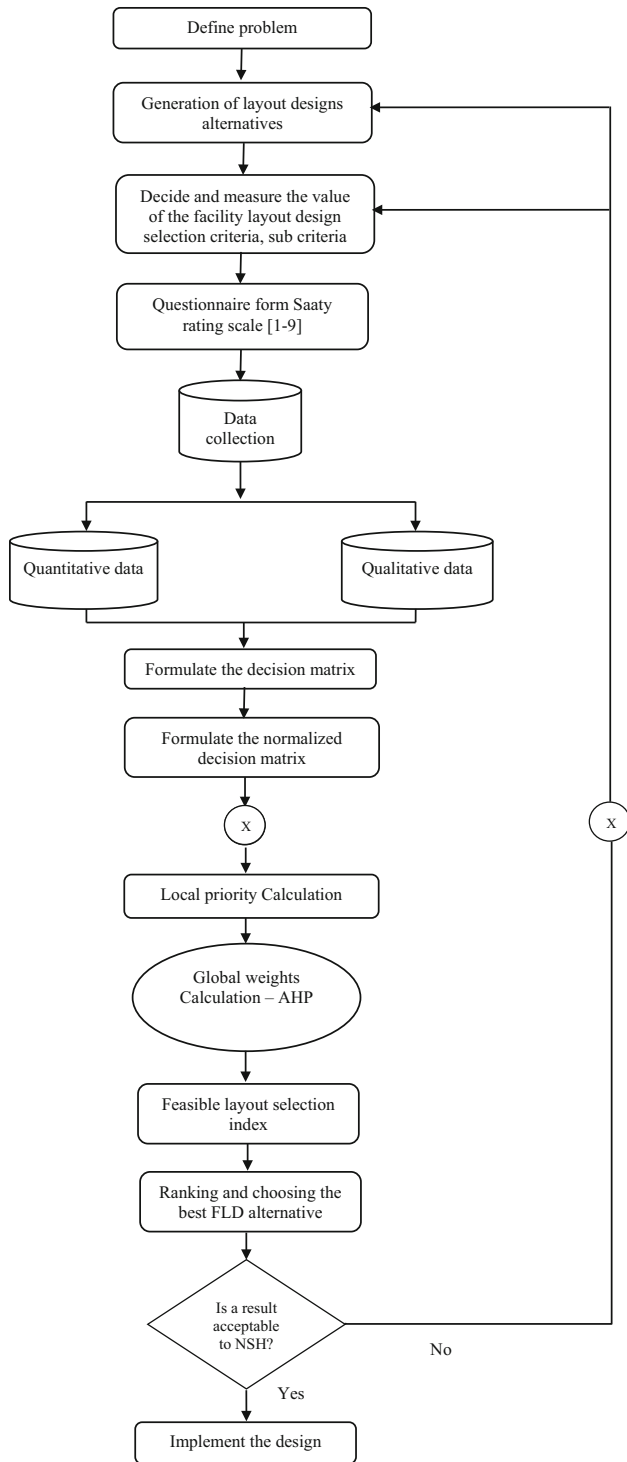 Define problem
Generation of layout designs
alternatives
Decide and measure the value
of the facility layout design
selection criteria, sub criteria
Questionnaire form Saaty
rating scale [1-9]
Data
collection
Quantitative data
Qualitative data
Formulate the decision matrix
Formulate the normalized
decision matrix
X
X
Local priority Calculation
Global weights
Calculation – AHP
Feasible layout selection
index
Ranking and choosing the
best FLD alternative
Is a result
acceptable
to NSH?
No
Yes
Implement the design